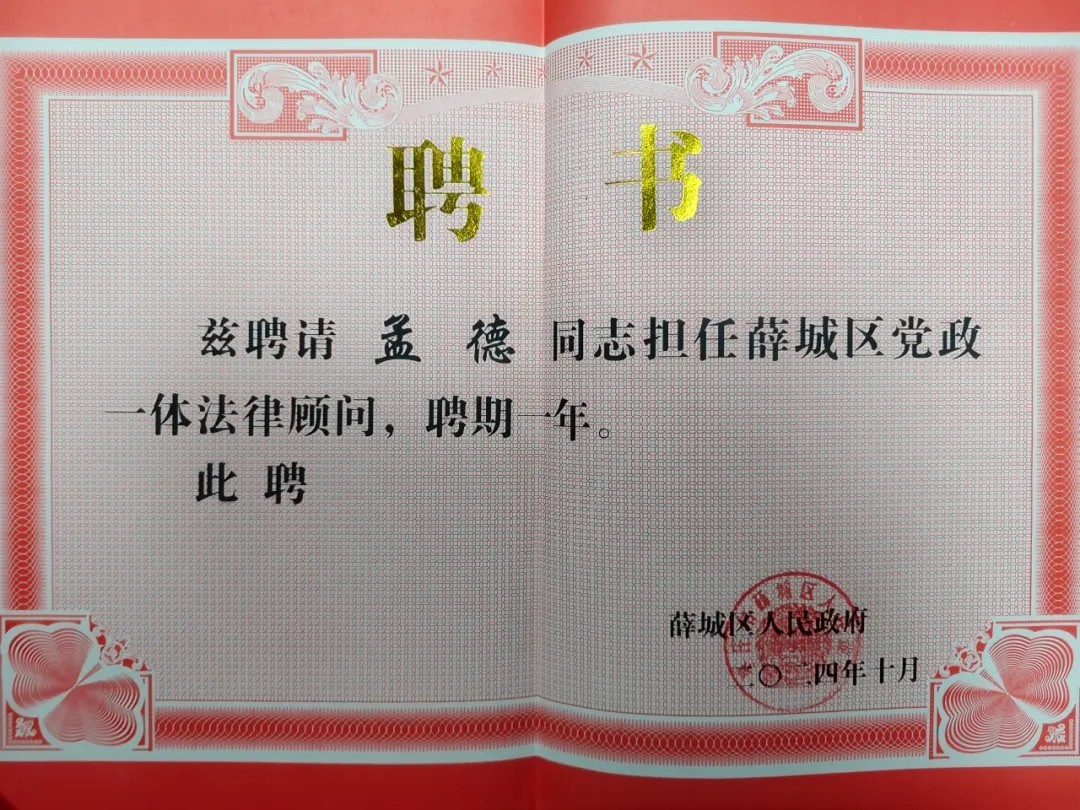 聘 书
兹聘请 孟 德 同志担任薛城区党政
一体法律顾问，聘期一年。
此 聘
薛城区人民政府
二〇二四年十月